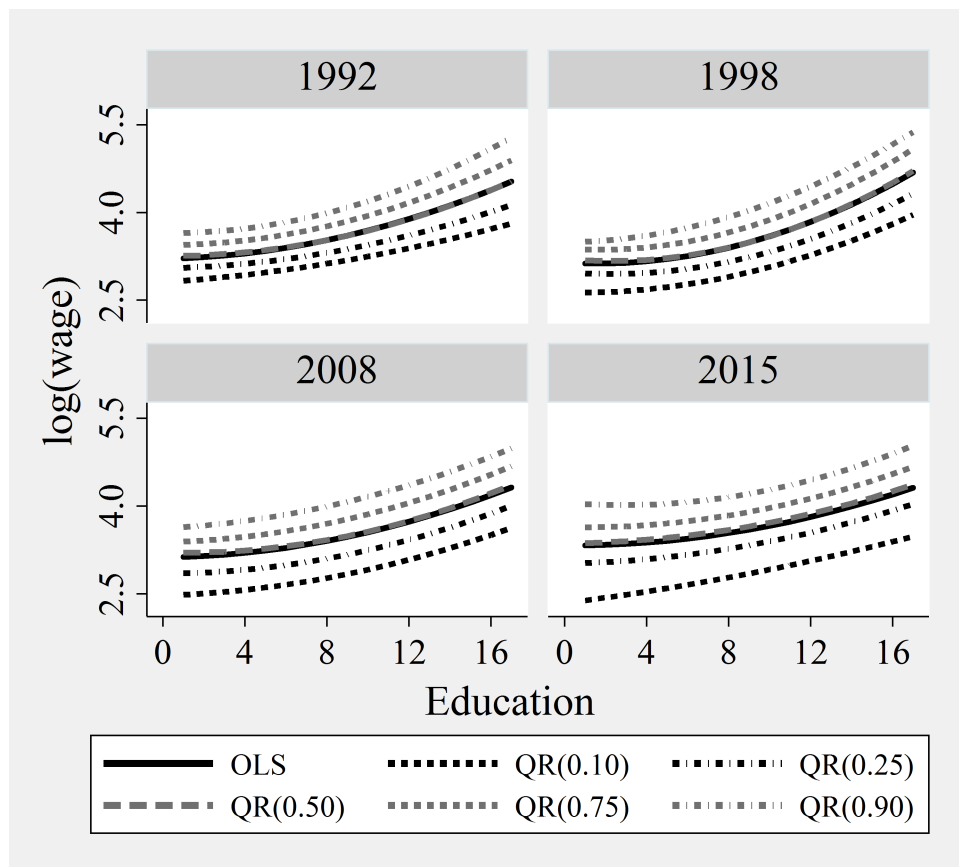 1992
1998
5.5
4.0
2.5
2008
2015
5.5
4.0
2.5
log(wage)
0 4 8 12 16
0 4 8 12 16
Education
OLS QR(0.10) QR(0.25)
QR(0.50) QR(0.75) QR(0.90)